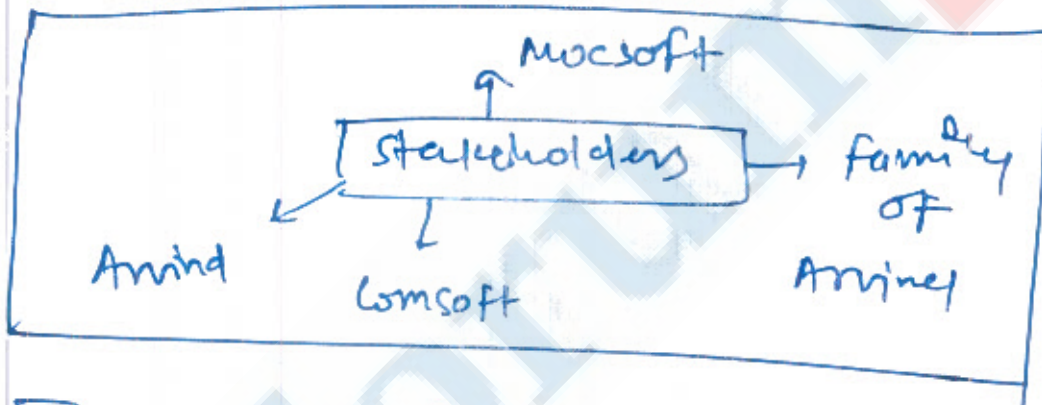 Mocsoft
Stakeholders
family
of
Arvind
Arvind
Comsoft